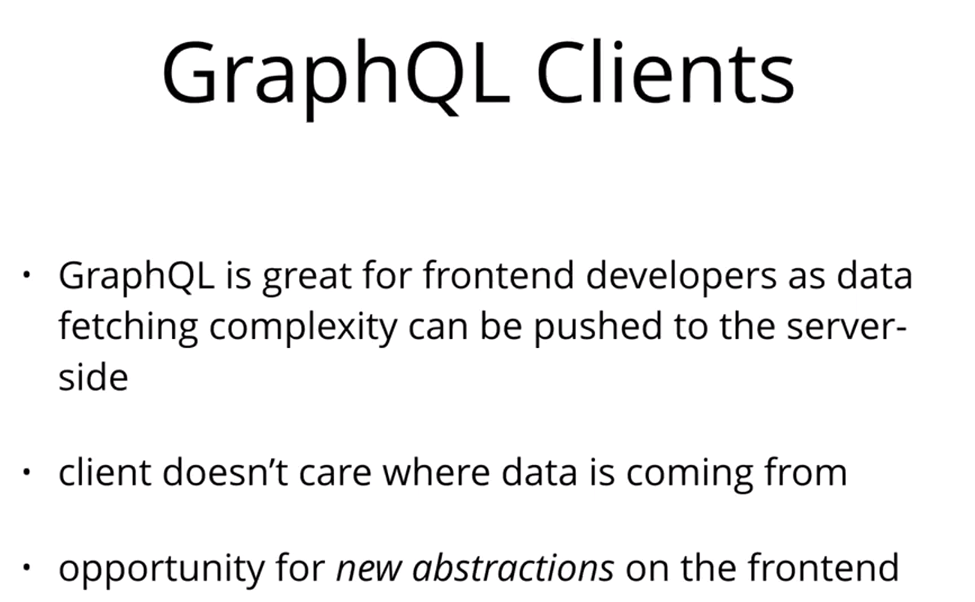 GraphQL Clients
• GraphQL is great for frontend developers as data
fetching complexity can be pushed to the server-
side
• client doesn’t care where data is coming from
• opportunity for new abstractions on the frontend